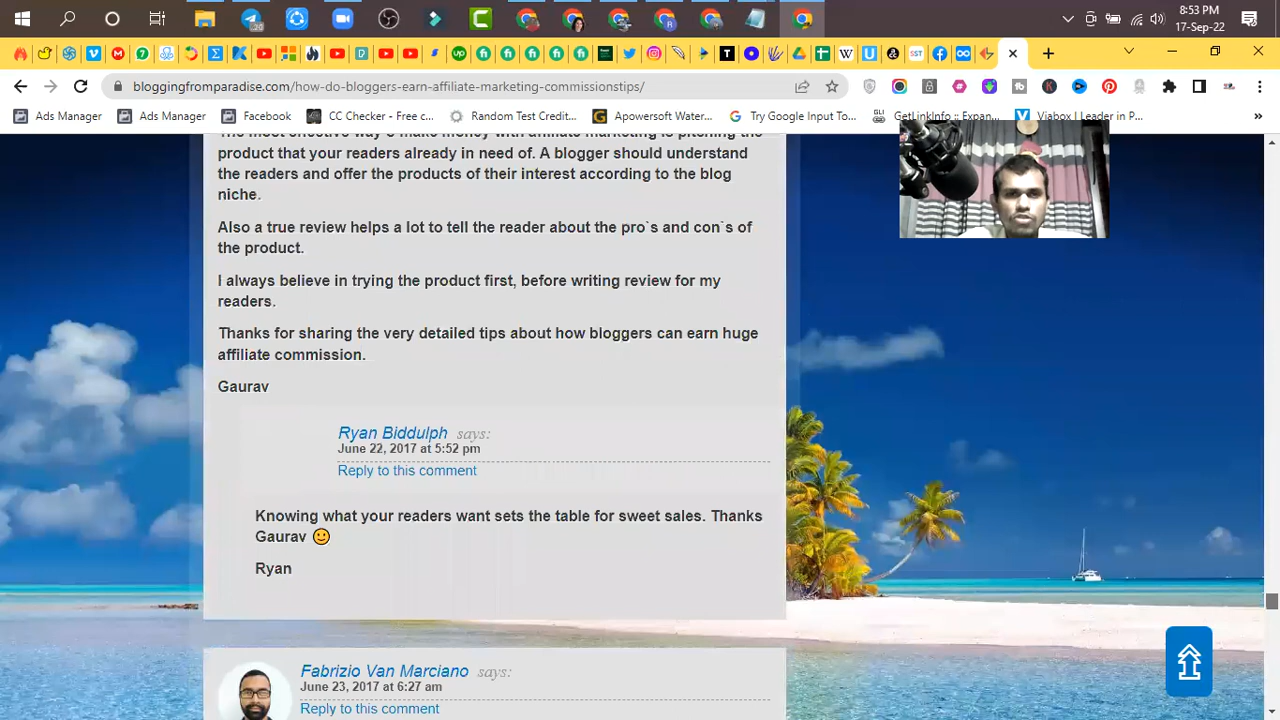 8:53 PM
17-Sep-22
bloggingfrompardise.com/how-do-bloggers-earn-affiliate-marketing-commissionstips/
Ads Manager
Ads Manager
Facebook
CC Checker - Free c...
Random Test Credit...
Apowersoft Water...
Try Google Input To...
GetLinkInfo :: Expan...
Viabox | Leader in P...
product that your readers already in need of. A blogger should understand
the readers and offer the products of their interest according to the blog
niche.
Also a true review helps a lot to tell the reader about the pro`s and con`s of
the product.
I always believe in trying the product first, before writing review for my
readers.
Thanks for sharing the very detailed tips about how bloggers can earn huge
affiliate commission.
Gaurav
Ryan Biddulph says:
June 22, 2017 at 5:52 pm
Reply to this comment
Knowing what your readers want sets the table for sweet sales. Thanks
Gaurav
Ryan
Fabrizio Van Marciano says:
June 23, 2017 at 6:27 am
Reply to this comment